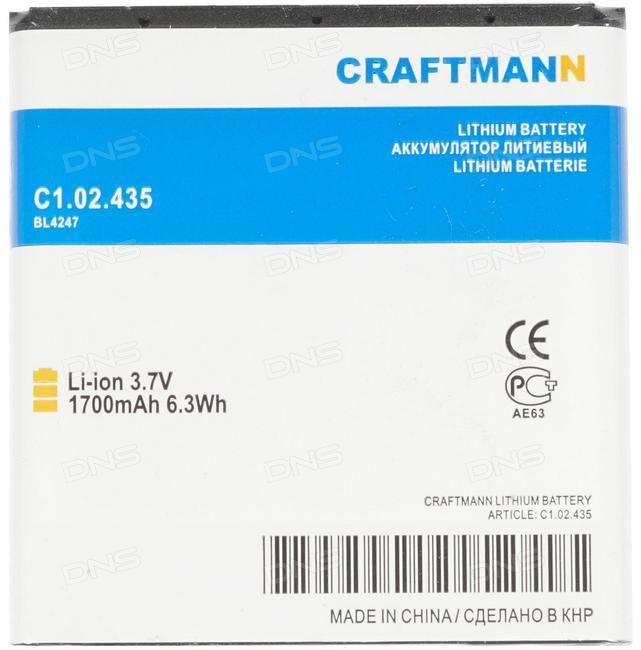 CRAFTMANN
LITHIUM BATTERY
АККУМУЛЯТОР ЛИТИЕВЫЙ
LITHIUM BATTERIE
C1.02.435
BL4247
CE
Li-ion 3.7V
1700mAh 6.3Wh
РСТ
AE63
CRAFTMANN LITHIUM BATTERY
ARTICLE: C1.02.435
MADE IN CHINA / СДЕЛАНО В КНР
DNS